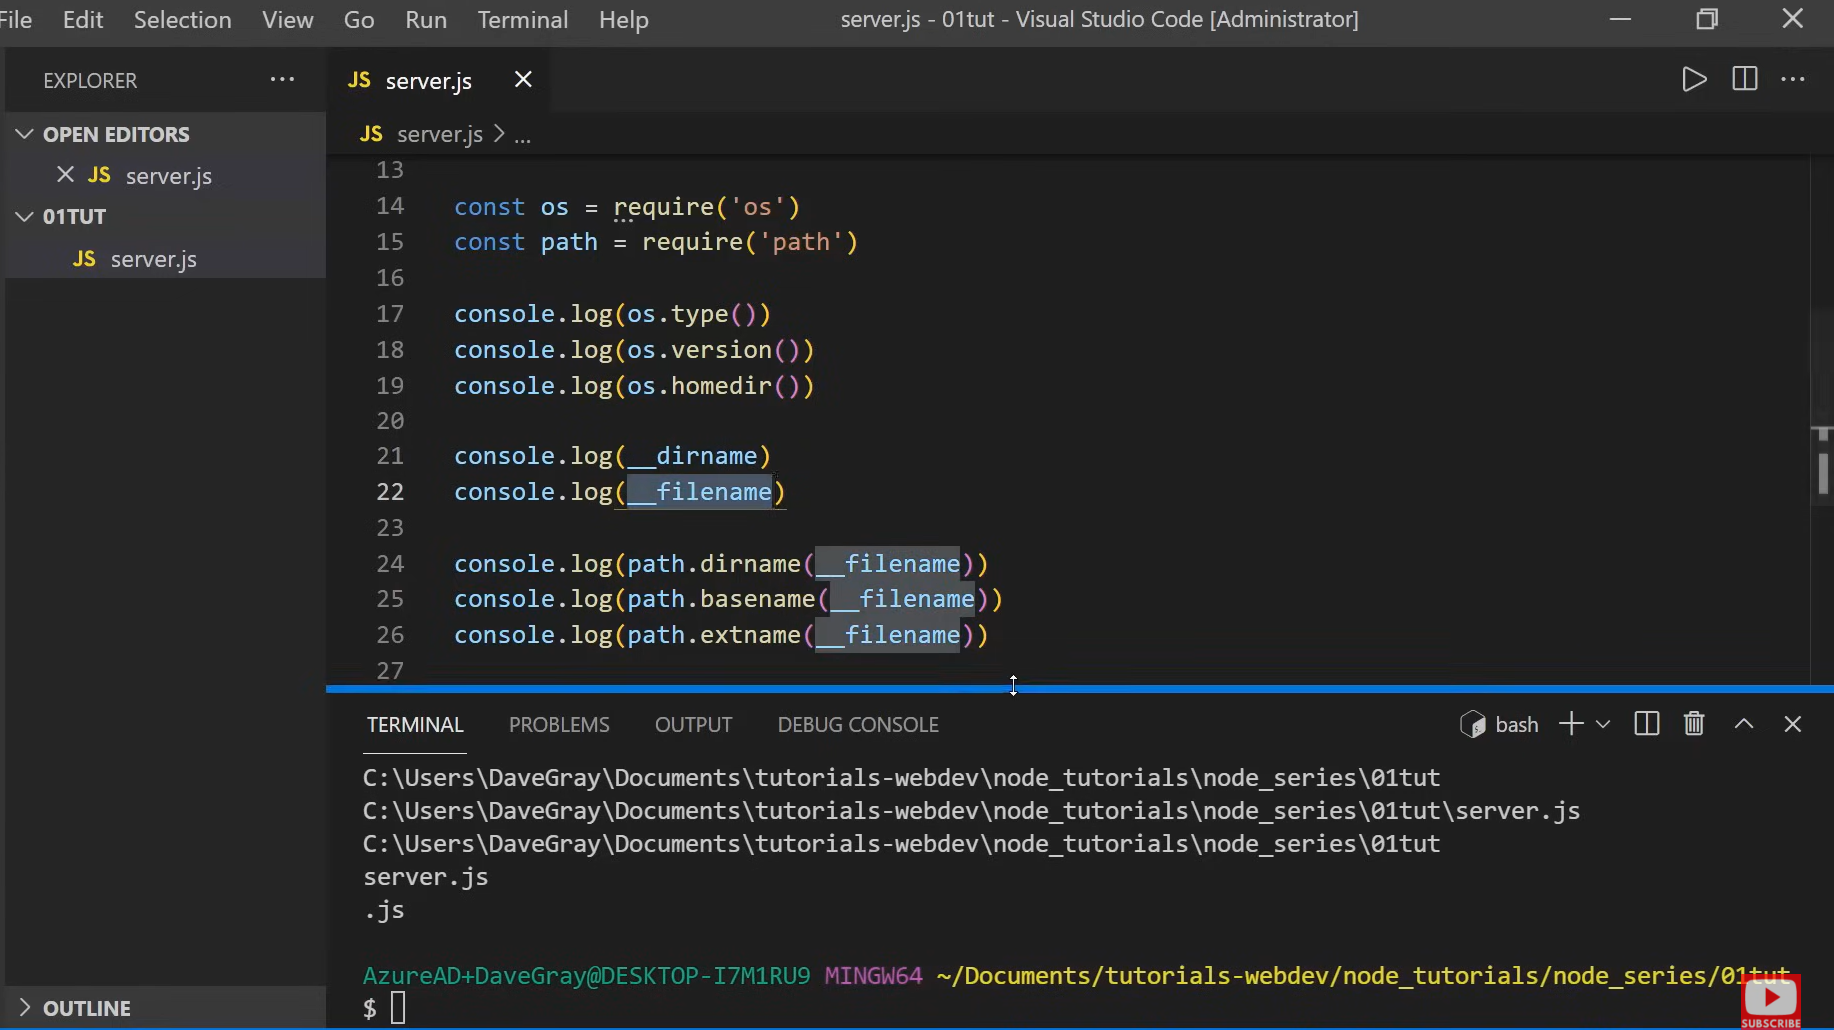 File Edit Selection View Go Run Terminal Help server.js - 01tut - Visual Studio Code [Administrator]
EXPLORER ...
JS server.js
OPEN EDITORS
JS server.js > ...
JS server.js
01TUT
JS server.js
13
14 const os = require('os')
15 const path = require('path')
16
17 console.log(os.type())
18 console.log(os.version())
19 console.log(os.homedir())
20
21 console.log(__dirname)
22 console.log(__filename)
23
24 console.log(path.dirname(__filename))
25 console.log(path.basename(__filename))
26 console.log(path.extname(__filename))
27
TERMINAL PROBLEMS OUTPUT DEBUG CONSOLE bash
C:\Users\DaveGray\Documents\tutorials-webdev\node_tutorials\node_series\01tut
C:\Users\DaveGray\Documents\tutorials-webdev\node_tutorials\node_series\01tut\server.js
C:\Users\DaveGray\Documents\tutorials-webdev\node_tutorials\node_series\01tut
server.js
.js
AzureAD+DaveGray@DESKTOP-I7M1RU9 MINGW64 ~/Documents/tutorials-webdev/node_tutorials/node_series/01tut
$
OUTLINE
SUBSCRIBE